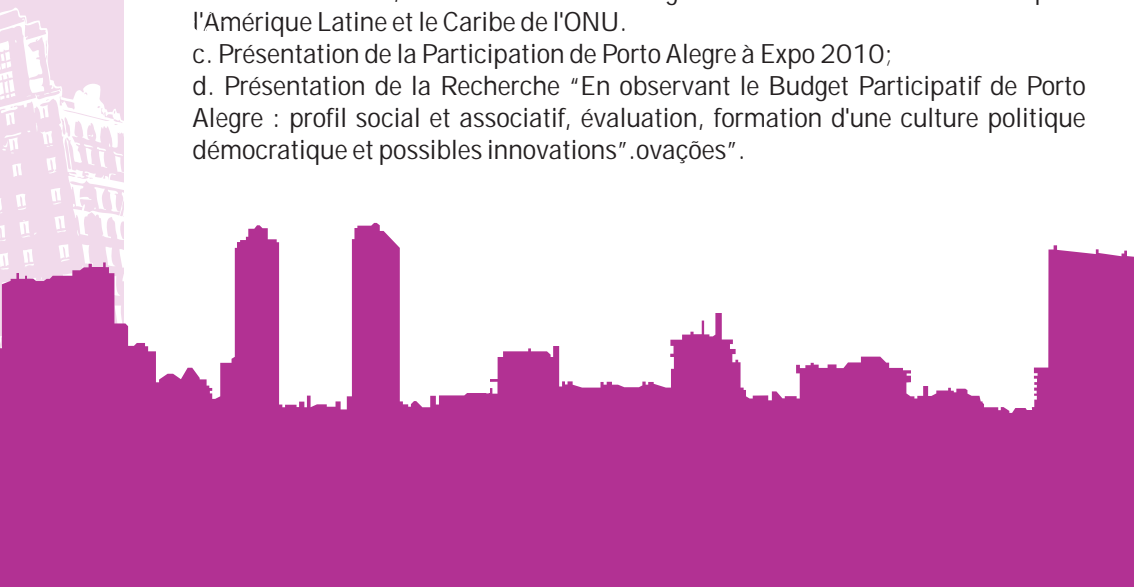 l'Amérique Latine et le Caribe de l'ONU.
c. Présentation de la Participation de Porto Alegre à Expo 2010;
d. Présentation de la Recherche "En observant le Budget Participatif de Porto
Alegre : profil social et associatif, évaluation, formation d'une culture politique
démocratique et possibles innovations".ovações".